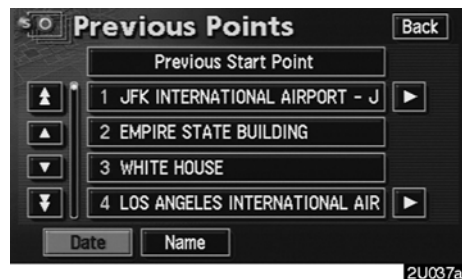 Previous Points
Back
Previous Start Point
1 JFK INTERNATIONAL AIRPORT - J
2 EMPIRE STATE BUILDING
3 WHITE HOUSE
4 LOS ANGELES INTERNATIONAL AIR
Date
Name
2U037a